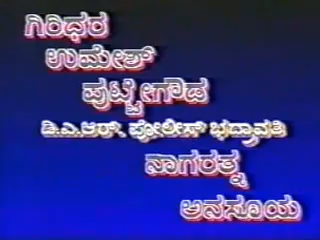 ಗಿರಿಧರ
ಉಮೇಶ್
ಪುಟ್ಟೇಗೌಡ
ಡಿ.ಎ.ಆರ್. ಪೋಲೀಸ್ ಭದ್ರಾವತಿ
ನಾಗರತ್ನ
ಅನಸೂಯ